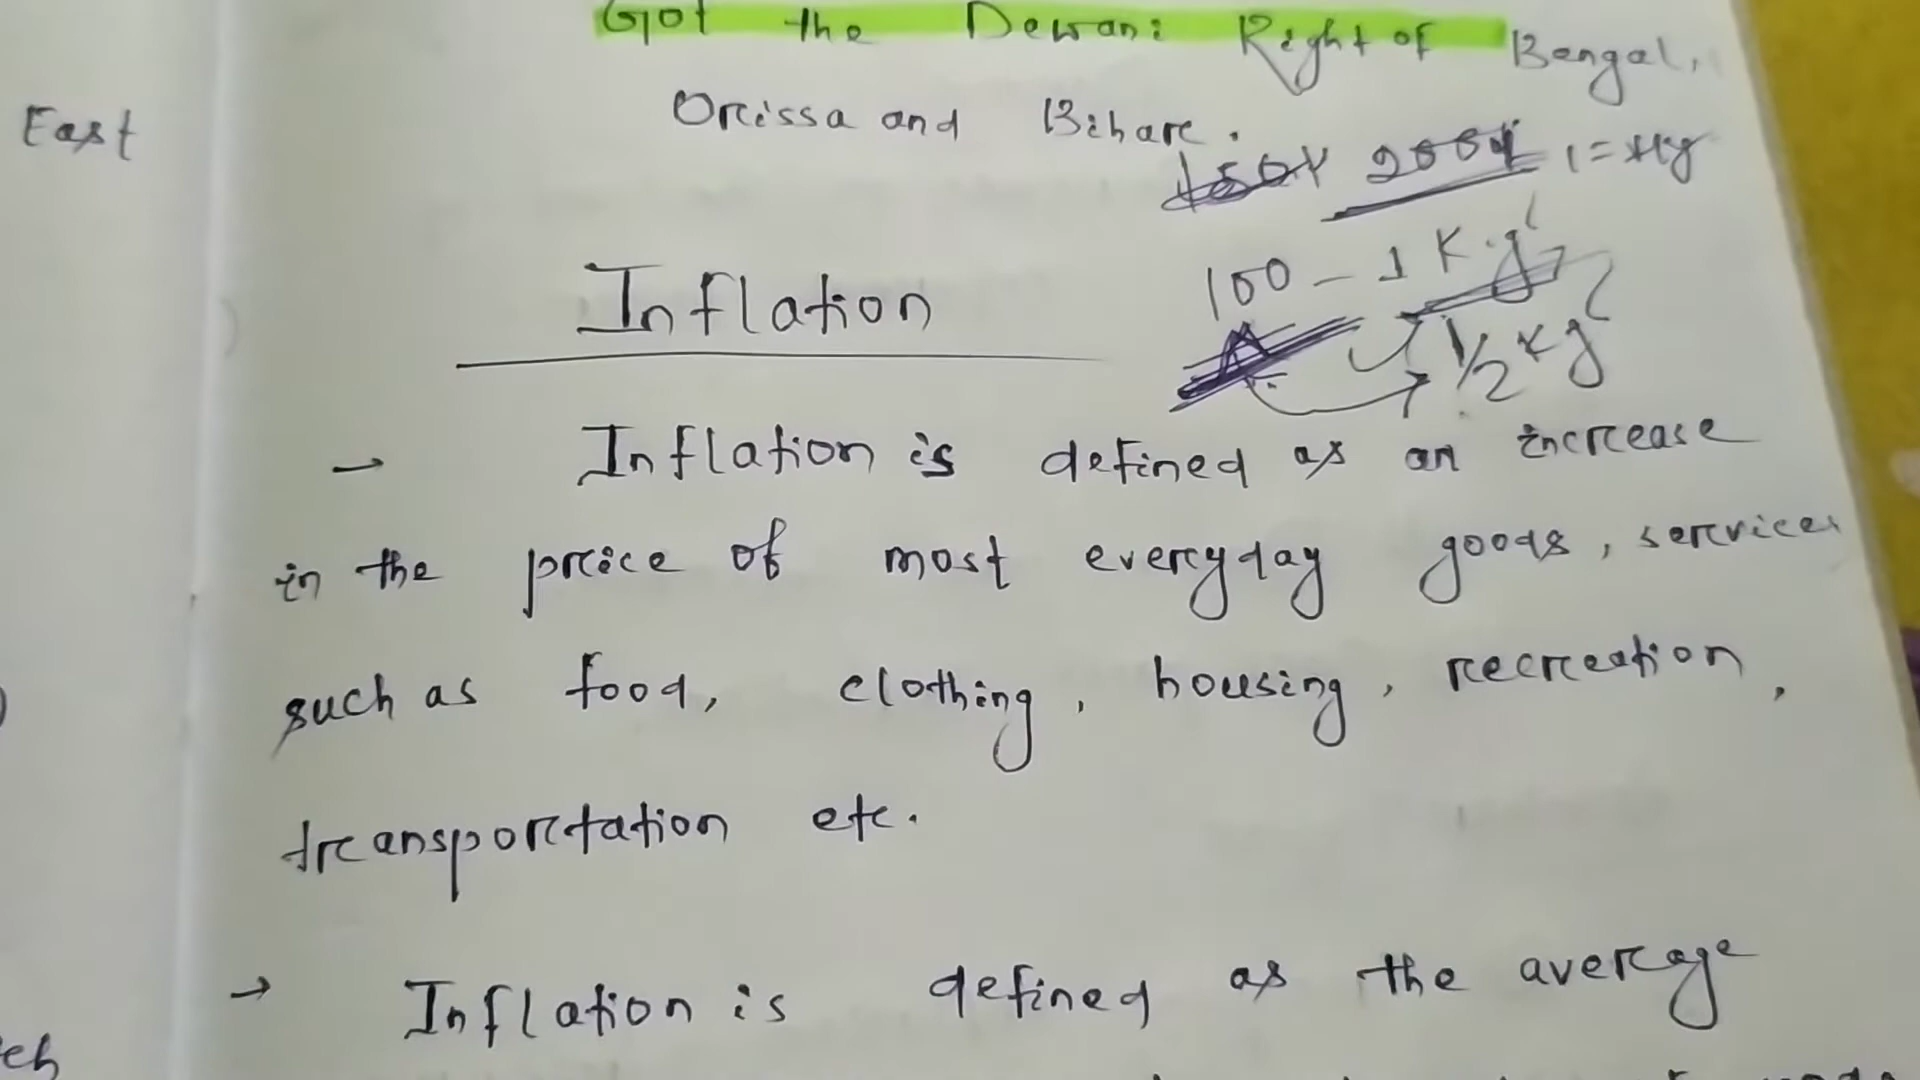 Got the Dewani Right of Bengal,
Orissa and Bihar.
East
100 - 1 Kg
1/2 kg
Inflation
→ Inflation is defined as an increase
in the price of most everyday goods, services
such as food, clothing, housing, recreation,
transportation etc.
→ Inflation is defined as the average